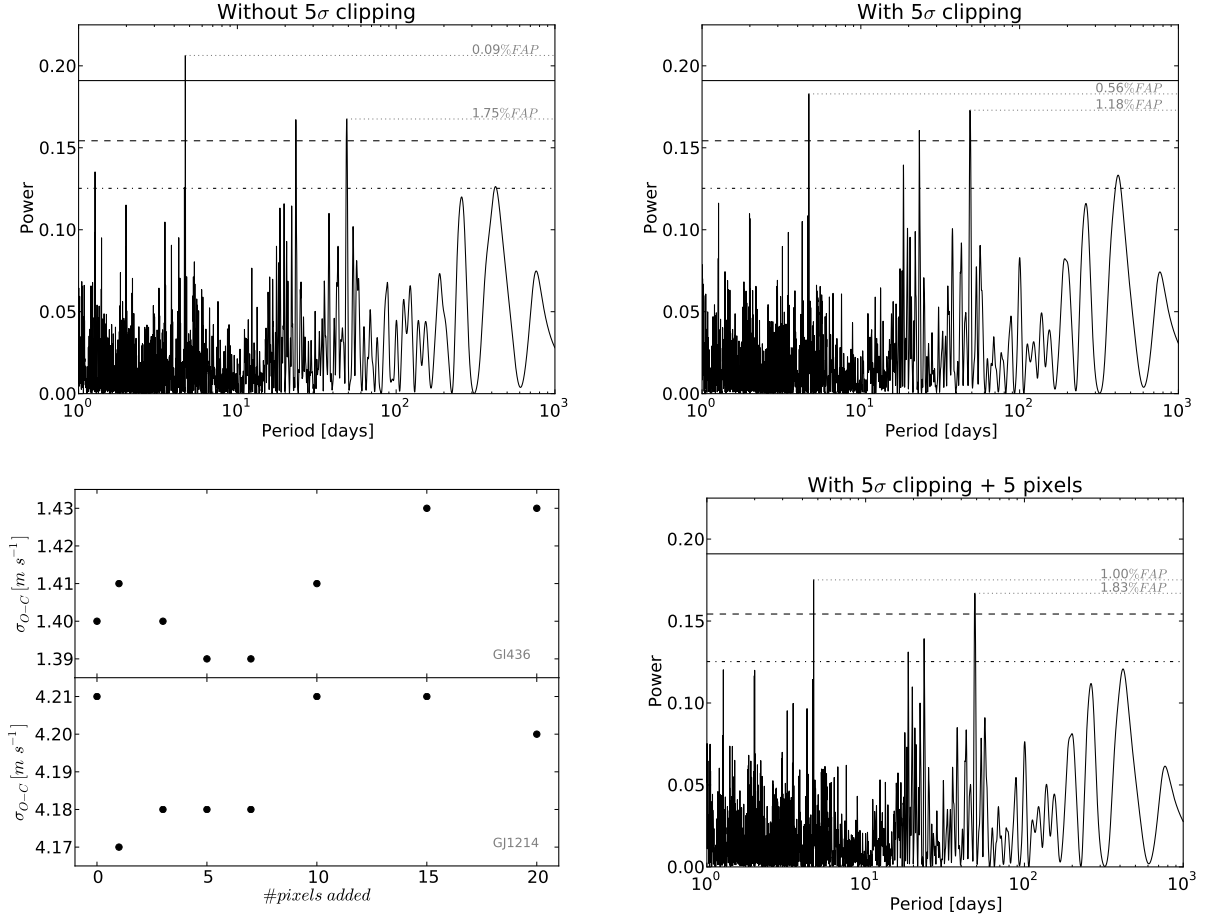 Without 5σ clipping
0.20
0.15
0.10
0.05
0.00
Power
0.09%FAP
1.75%FAP
10^0
10^1
10^2
10^3
Period [days]
With 5σ clipping
0.20
0.15
0.10
0.05
0.00
Power
0.56%FAP
1.18%FAP
10^0
10^1
10^2
10^3
Period [days]
1.43
1.42
1.41
1.40
1.39
σ_{O−C} [m s^{−1}]
Gl436
4.21
4.20
4.19
4.18
4.17
σ_{O−C} [m s^{−1}]
GJ1214
0
5
10
15
20
#pixels added
With 5σ clipping + 5 pixels
0.20
0.15
0.10
0.05
0.00
Power
1.00%FAP
1.83%FAP
10^0
10^1
10^2
10^3
Period [days]